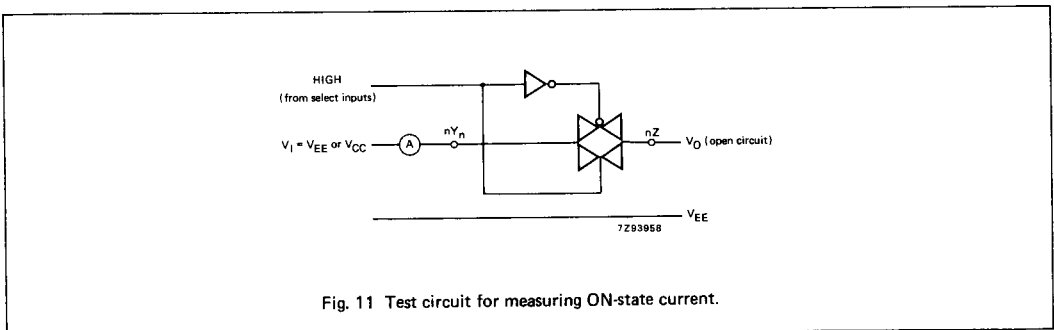 HIGH
(from select inputs)
V_I = V_EE or V_CC
A
nY_n
nZ
V_O (open circuit)
V_EE
7Z93958
Fig. 11 Test circuit for measuring ON-state current.